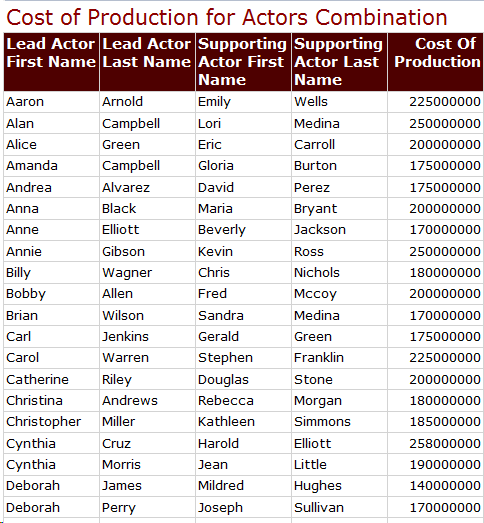 Cost of Production for Actors Combination
Lead Actor First Name Lead Actor Last Name Supporting Actor First Name Supporting Actor Last Name Cost Of Production
Aaron Arnold Emily Wells 225000000
Alan Campbell Lori Medina 250000000
Alice Green Eric Carroll 200000000
Amanda Campbell Gloria Burton 175000000
Andrea Alvarez David Perez 175000000
Anna Black Maria Bryant 200000000
Anne Elliott Beverly Jackson 170000000
Annie Gibson Kevin Ross 250000000
Billy Wagner Chris Nichols 180000000
Bobby Allen Fred Mccoy 200000000
Brian Wilson Sandra Medina 170000000
Carl Jenkins Gerald Green 175000000
Carol Warren Stephen Franklin 225000000
Catherine Riley Douglas Stone 200000000
Christina Andrews Rebecca Morgan 180000000
Christopher Miller Kathleen Simmons 185000000
Cynthia Cruz Harold Elliott 258000000
Cynthia Morris Jean Little 190000000
Deborah James Mildred Hughes 140000000
Deborah Perry Joseph Sullivan 170000000